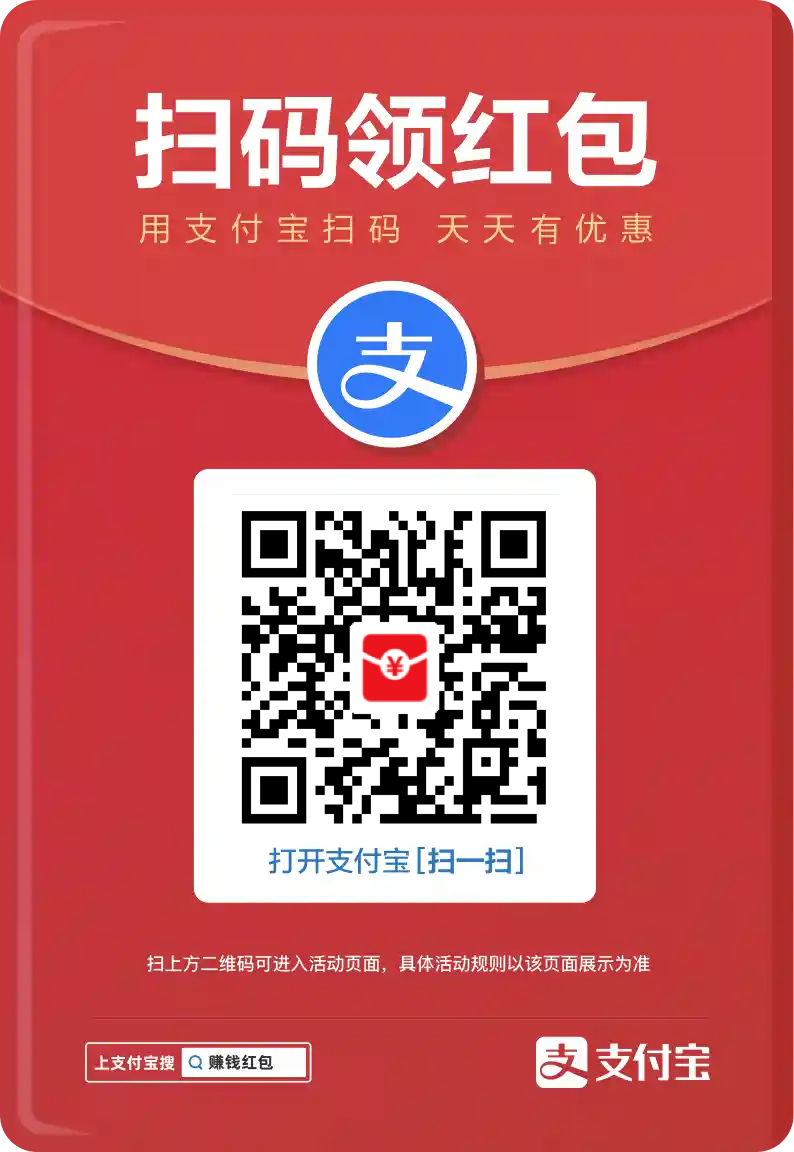 扫码领红包
用支付宝扫码 天天有优惠
支
¥
打开支付宝[扫一扫]
扫上方二维码可进入活动页面，具体活动规则以该页面展示为准
上支付宝搜 赚钱红包
支 支付宝